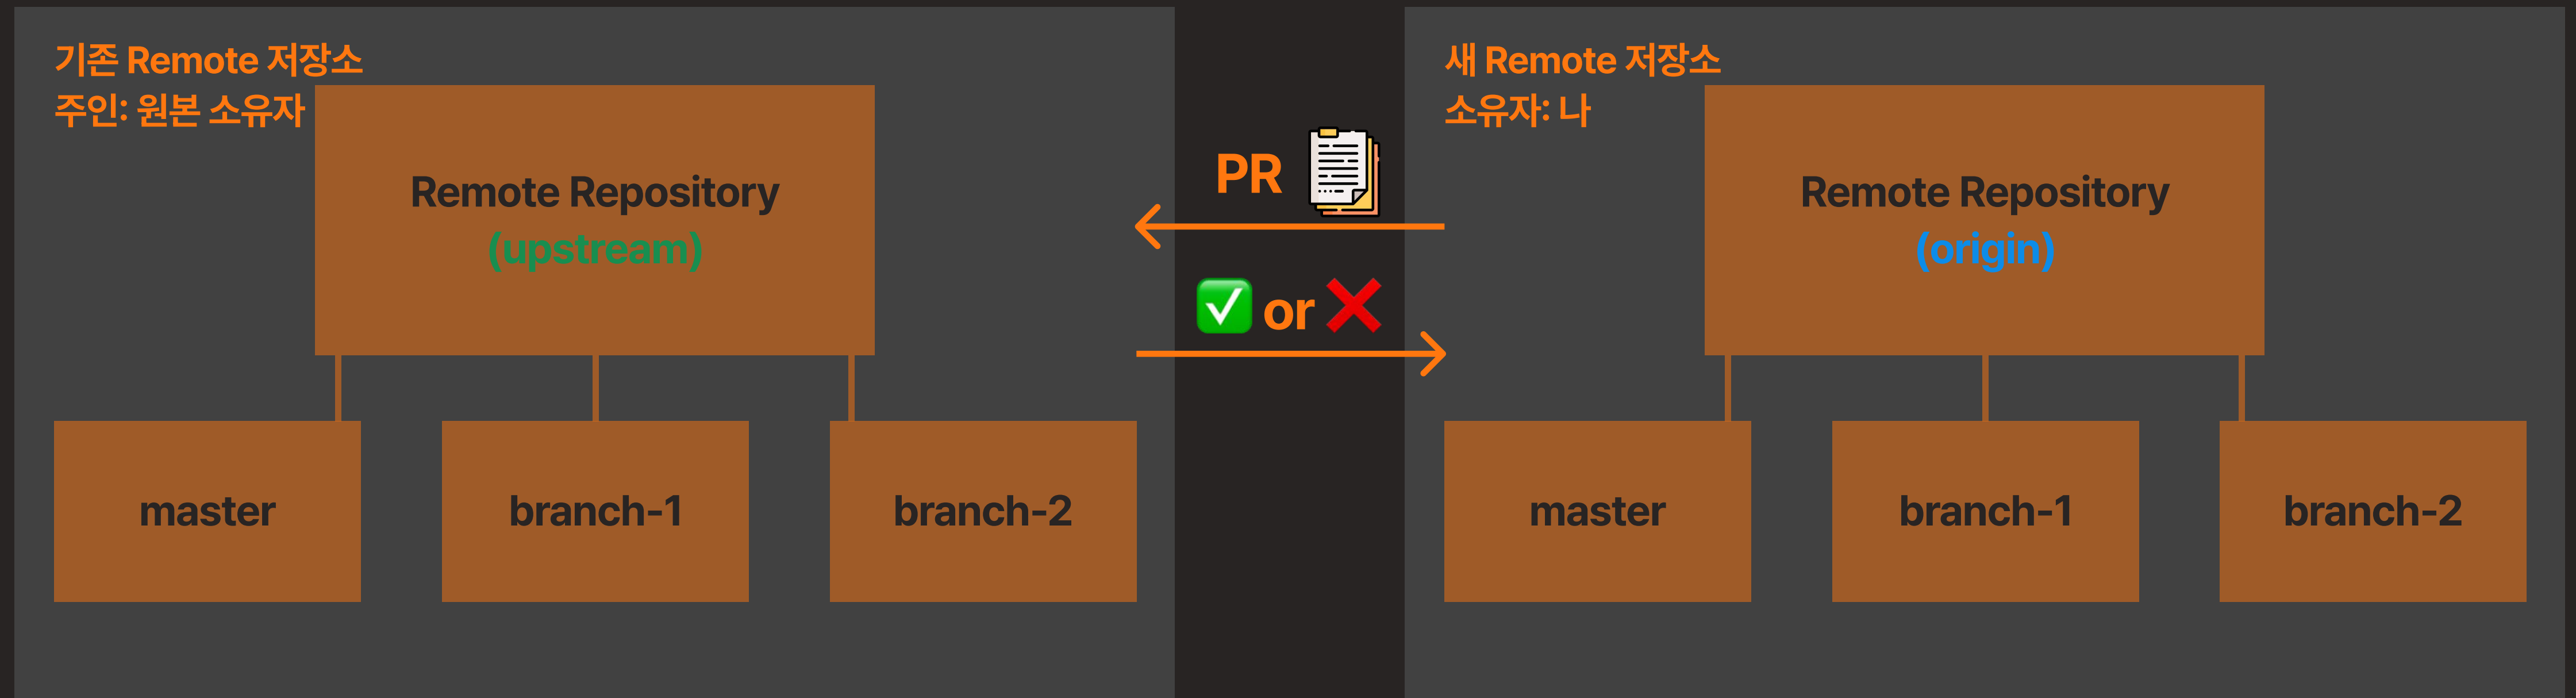 기존 Remote 저장소
주인: 원본 소유자
Remote Repository
(upstream)
master
branch-1
branch-2
PR
or
새 Remote 저장소
소유자: 나
Remote Repository
(origin)
master
branch-1
branch-2